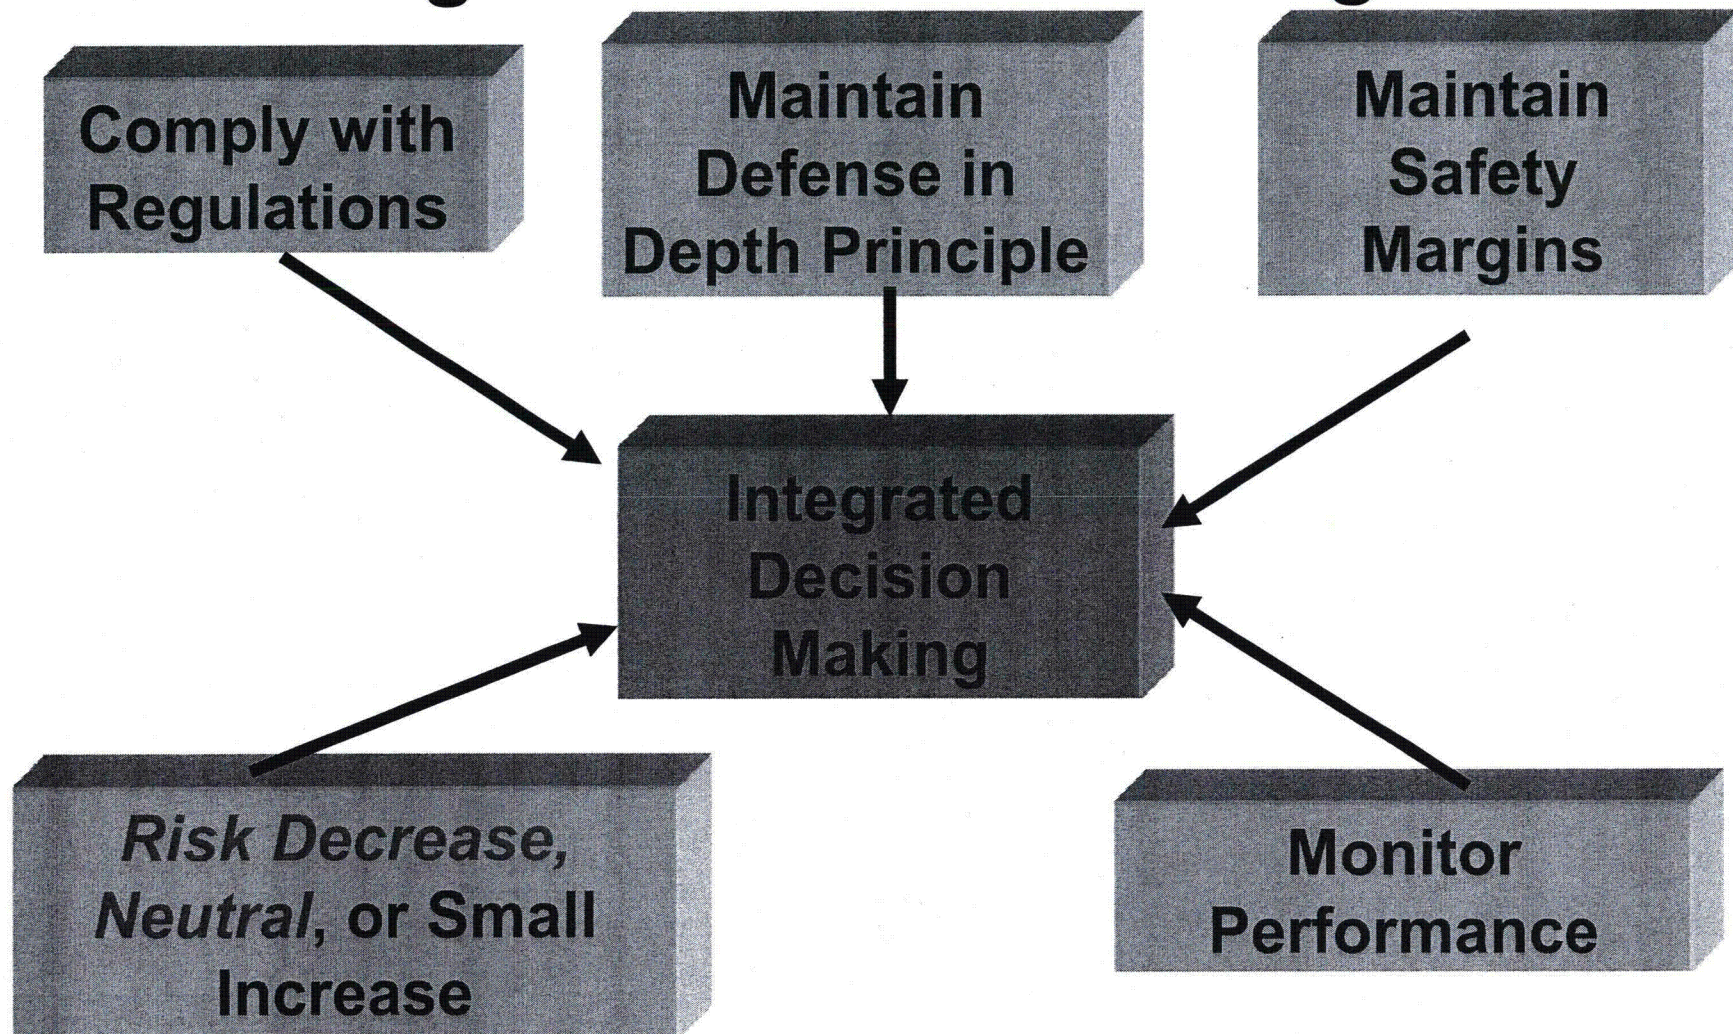 Comply with
Regulations
Maintain
Defense in
Depth Principle
Maintain
Safety
Margins
Integrated
Decision
Making
Risk Decrease,
Neutral, or Small
Increase
Monitor
Performance